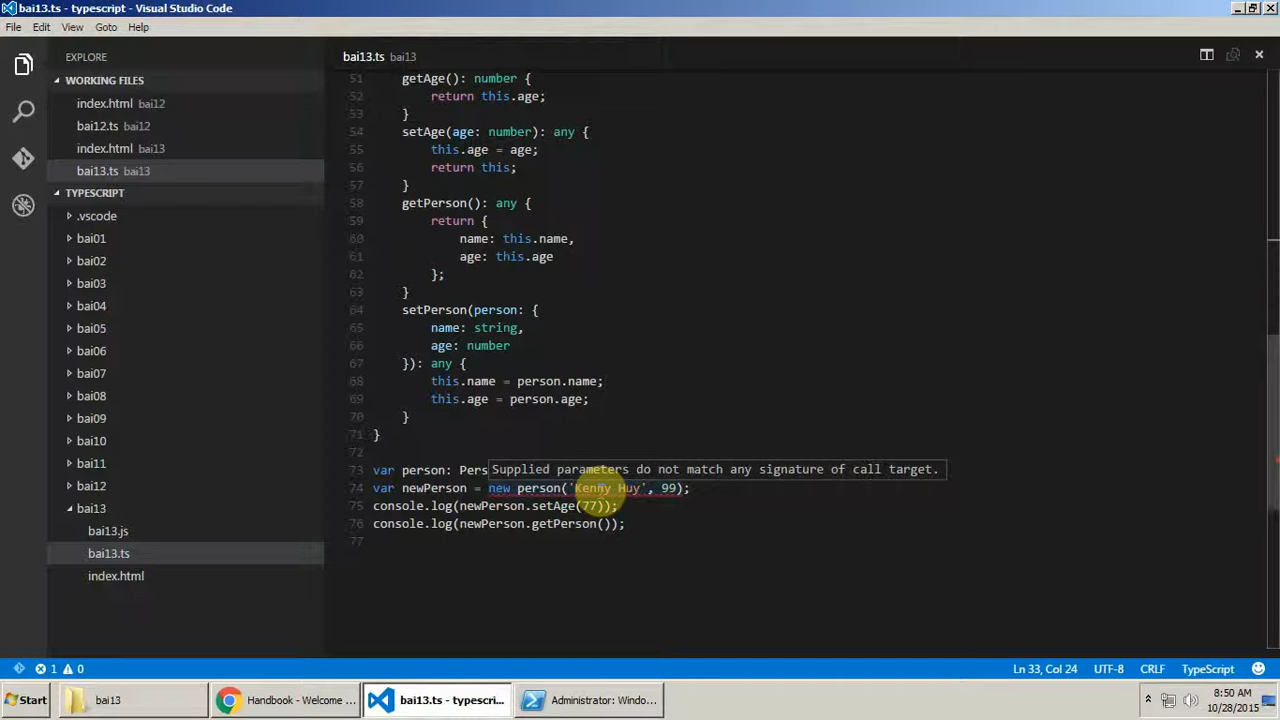 bai13.ts - typescript - Visual Studio Code
File Edit View Goto Help
EXPLORE
WORKING FILES
index.html bai12
bai12.ts bai12
index.html bai13
bai13.ts bai13
TYPESCRIPT
.vscode
bai01
bai02
bai03
bai04
bai05
bai06
bai07
bai08
bai09
bai10
bai11
bai12
bai13
bai13.js
bai13.ts
index.html
bai13.ts bai13
51 getAge(): number {
52 return this.age;
53 }
54 setAge(age: number): any {
55 this.age = age;
56 return this;
57 }
58 getPerson(): any {
59 return {
60 name: this.name,
61 age: this.age
62 };
63 }
64 setPerson(person: {
65 name: string,
66 age: number
67 }): any {
68 this.name = person.name;
69 this.age = person.age;
70 }
71 }
72
73 var person: Pers
Supplied parameters do not match any signature of call target.
74 var newPerson = new person('Kenny Huy', 99);
75 console.log(newPerson.setAge(77));
76 console.log(newPerson.getPerson());
77
1 0 Ln 33, Col 24 UTF-8 CRLF TypeScript
Start bai13 Handbook - Welcome ... bai13.ts - typescri... Administrator: Windo... 8:50 AM
10/28/2015